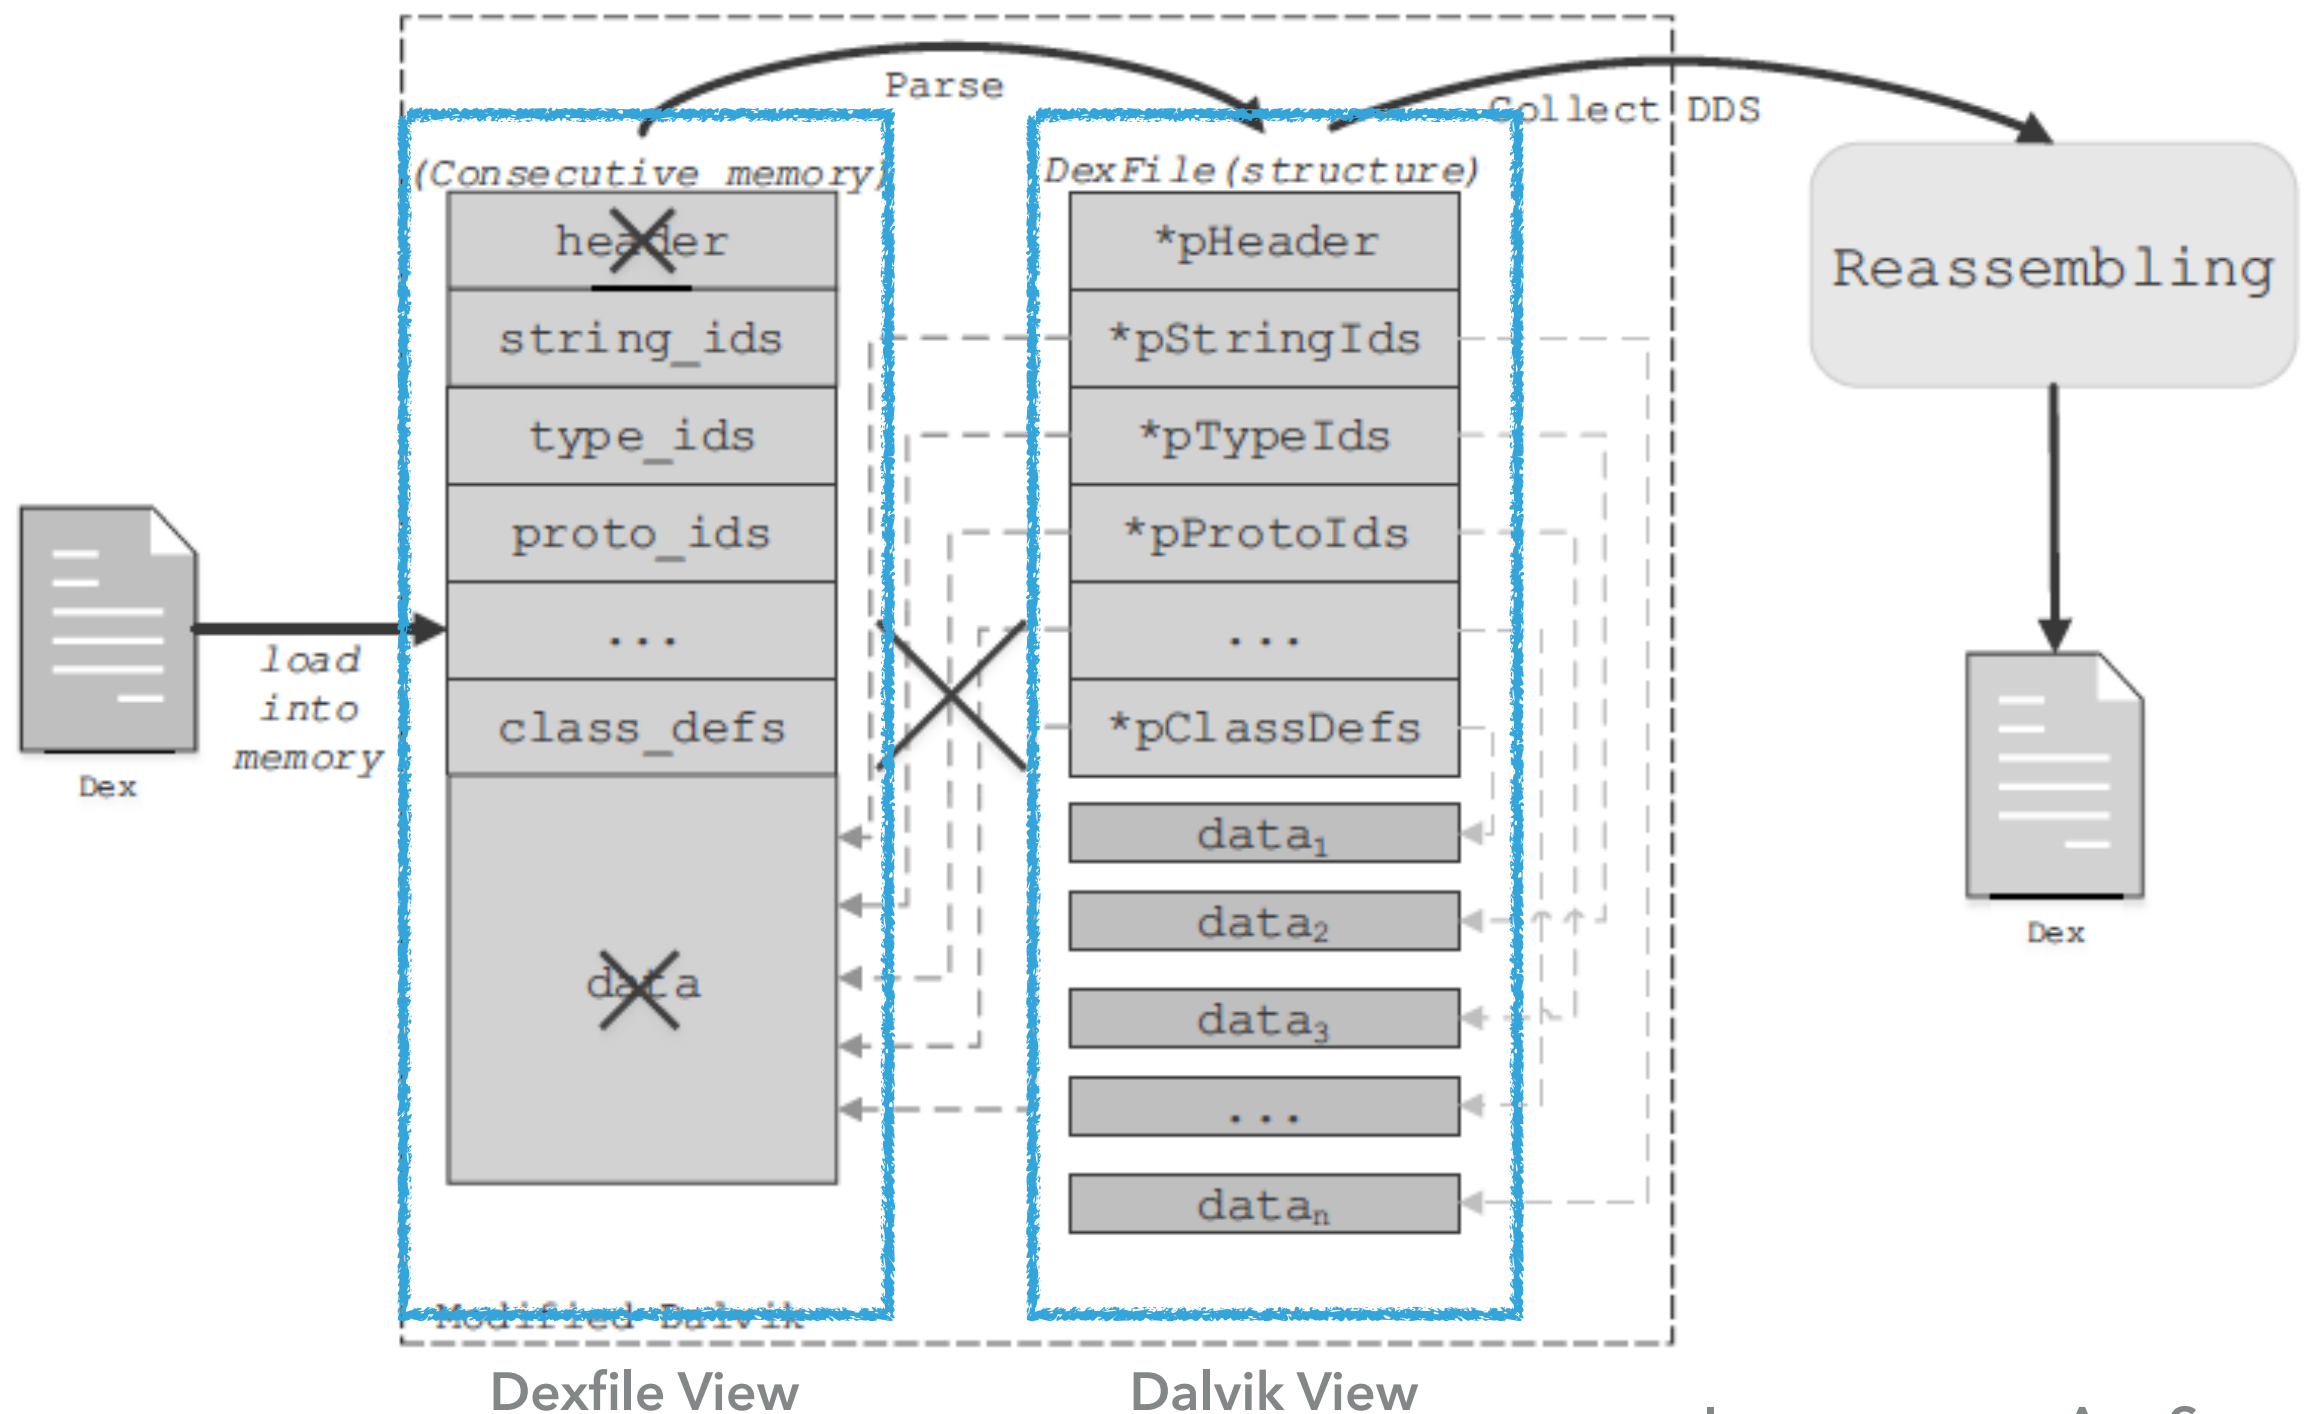 Parse
Collect DDS
(Consecutive memory)
header
string_ids
type_ids
proto_ids
...
class_defs
data
DexFile(structure)
*pHeader
*pStringIds
*pTypeIds
*pProtoIds
...
*pClassDefs
data1
data2
data3
...
datan
Reassembling
load
into
memory
Dex
Dex
Modified Dalvik
Dexfile View
Dalvik View